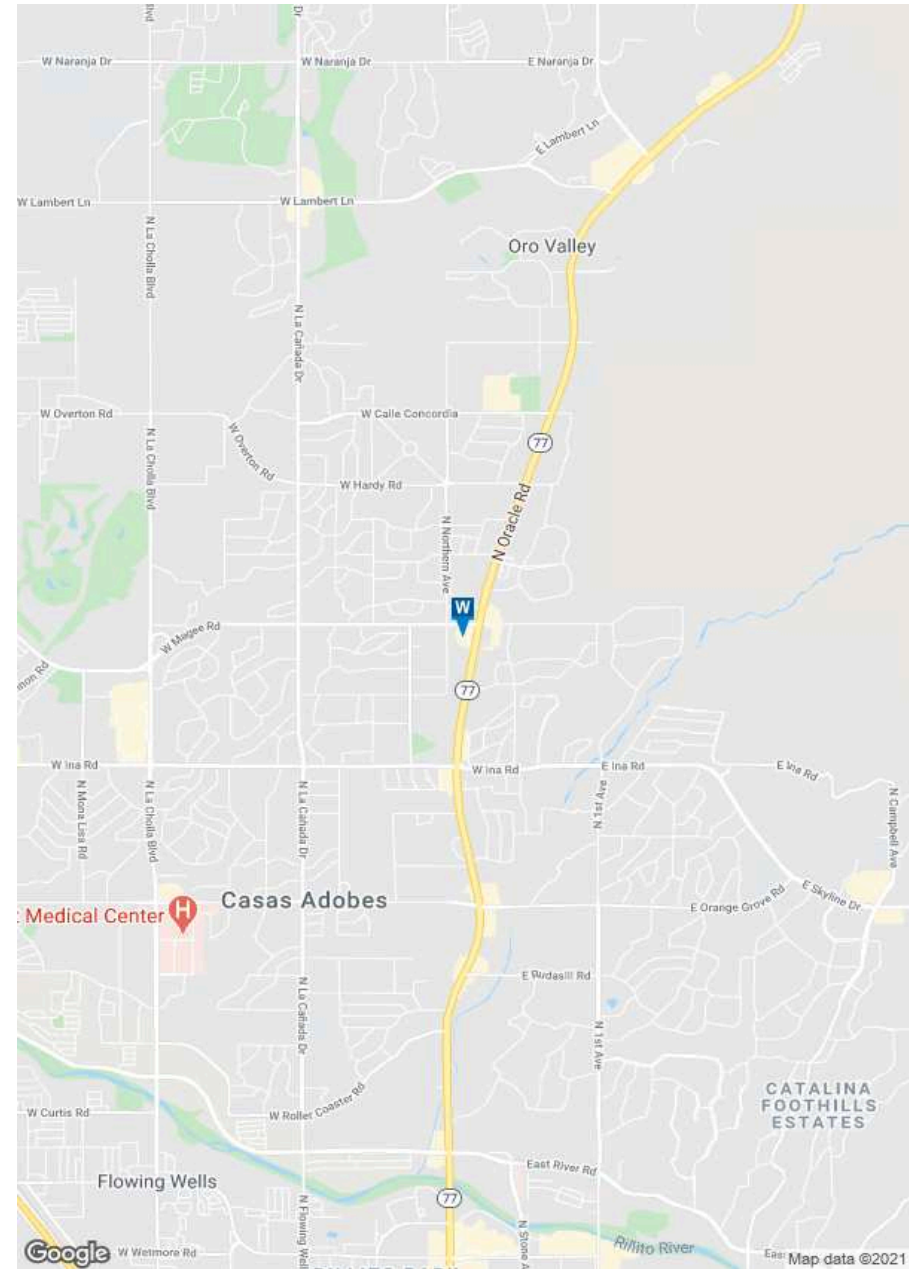 Dr
W Naranja Dr
W Naranja Dr
E Naranja Dr
E Lambert Ln
W Lambert Ln
W Lambert Ln
N La Cholla Blvd
Oro Valley
N La Cañada Dr
W Overton Rd
W Calle Concordia
77
N La Cholla Blvd
W Overton Rd
W Hardy Rd
N Oracle Rd
N Northern Ave
W
W Magee Rd
77
W Ina Rd
W Ina Rd
E Ina Rd
E Ina Rd
N Mona Lisa Rd
N La Cholla Blvd
N La Cañada Dr
N 1st Ave
N Campbell Ave
E Skyline Dr
Casas Adobes
E Orange Grove Rd
Medical Center
H
E Rudasill Rd
N La Cañada Dr
N 1st Ave
CATALINA
FOOTHILLS
ESTATES
W Curtis Rd
W Roller Coaster Rd
East River Rd
Flowing Wells
77
Rillito River
Google
W Wetmore Rd
Map data ©2021